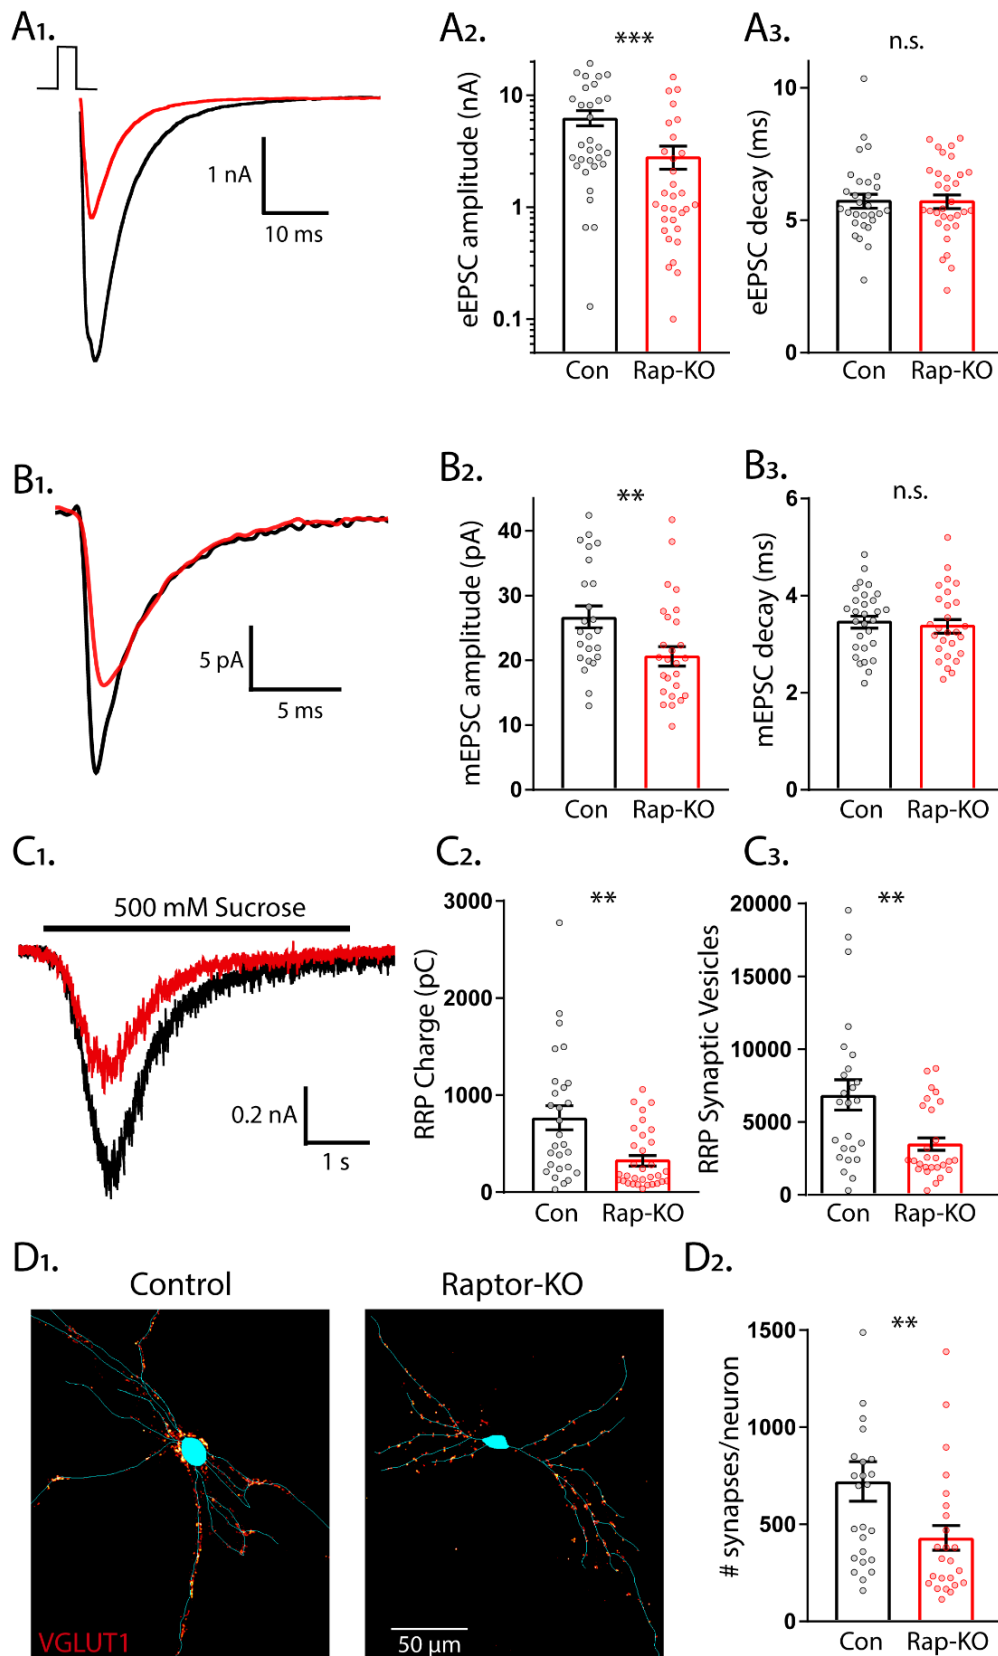 A1.
1 nA
10 ms
A2.
***
eEPSC amplitude (nA)
10
1
0.1
Con Rap-KO
A3.
n.s.
eEPSC decay (ms)
10
5
0
Con Rap-KO
B1.
5 pA
5 ms
B2.
**
mEPSC amplitude (pA)
40
30
20
10
0
Con Rap-KO
B3.
n.s.
mEPSC decay (ms)
6
4
2
0
Con Rap-KO
C1.
500 mM Sucrose
0.2 nA
1 s
C2.
**
RRP Charge (pC)
3000
2000
1000
0
Con Rap-KO
C3.
**
RRP Synaptic Vesicles
20000
15000
10000
5000
0
Con Rap-KO
D1.
Control
Raptor-KO
VGLUT1
50 µm
D2.
**
# synapses/neuron
1500
1000
500
0
Con Rap-KO